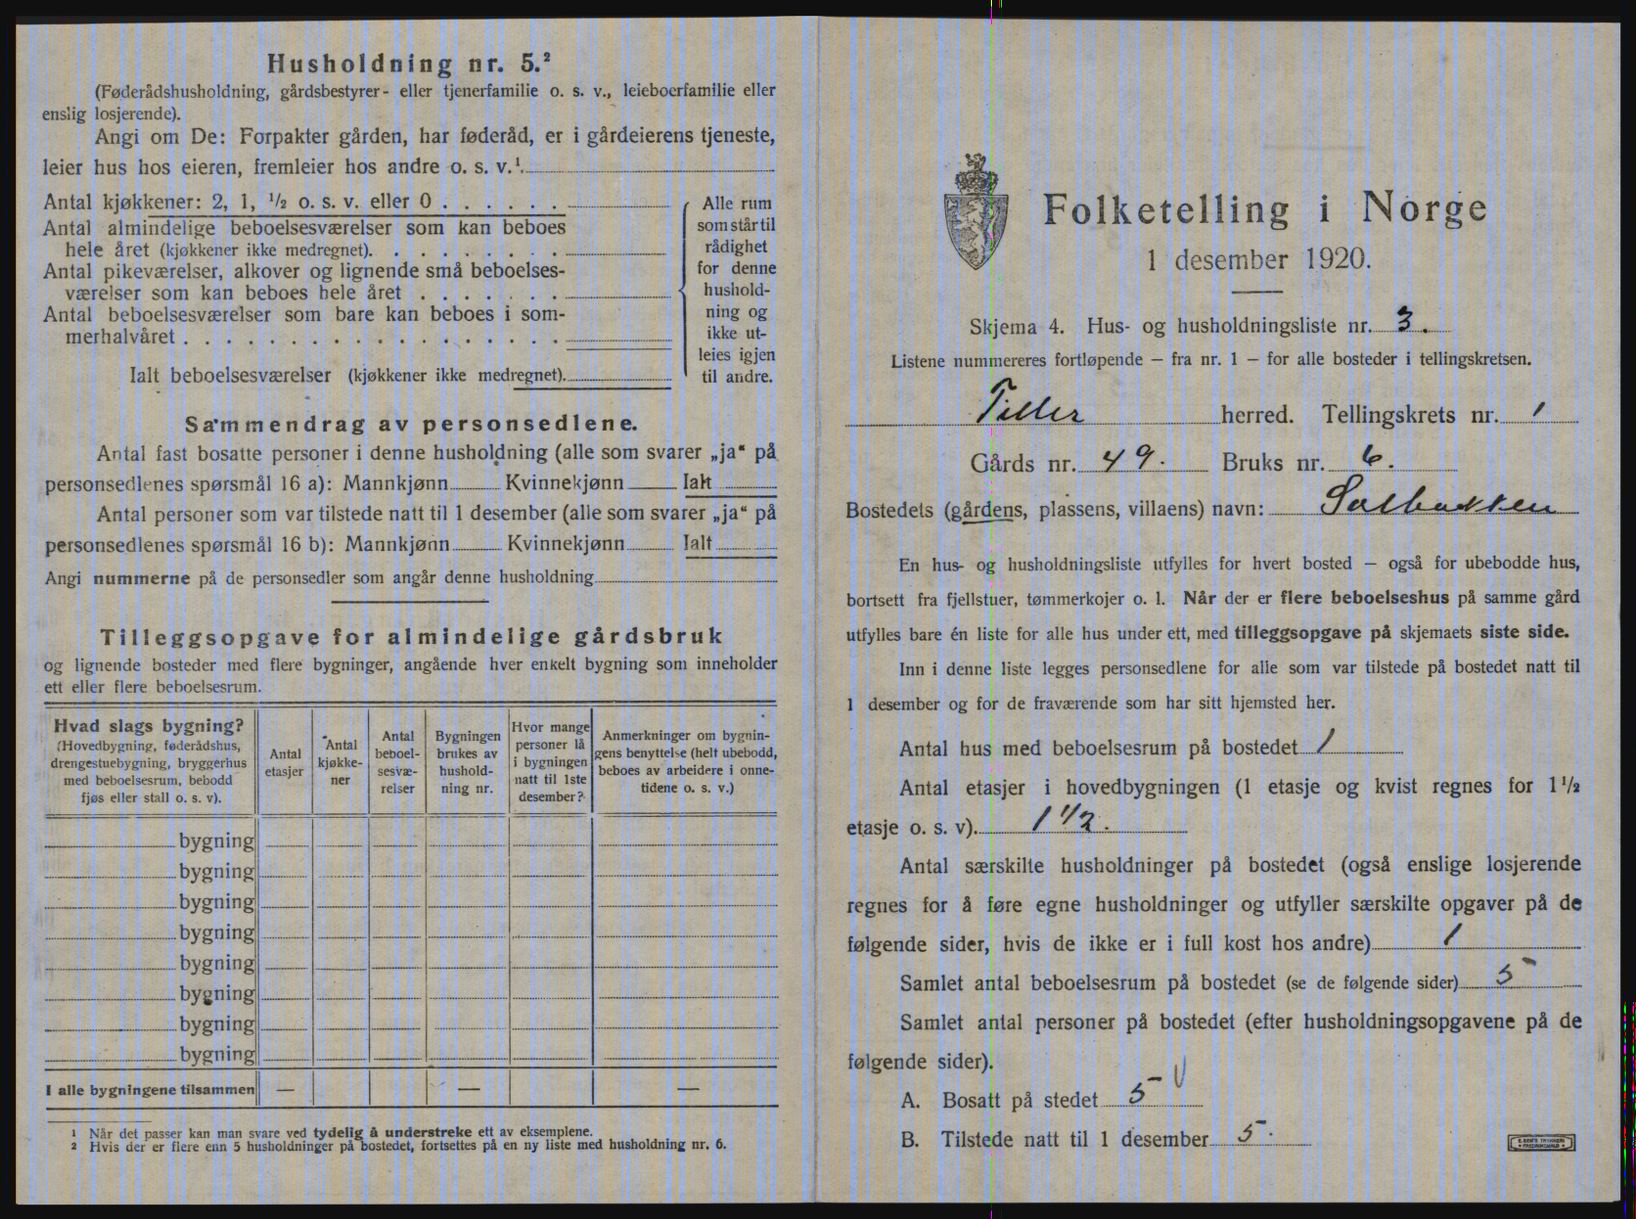 Husholdning nr. 5.²
(Føderådshusholdning, gårdsbestyrer- eller tjenerfamilie o. s. v., leieboerfamilie eller
enslig losjerende).
Angi om De: Forpakter gården, har føderåd, er i gårdeierens tjeneste,
leier hus hos eieren, fremleier hos andre o. s. v.¹.
Antal kjøkkener: 2, 1, ½ o. s. v. eller 0 . . . . . .
Antal almindelige beboelsesværelser som kan beboes
hele året (kjøkkener ikke medregnet). . . . . . . . .
Antal pikeværelser, alkover og lignende små beboelses-
værelser som kan beboes hele året . . . . . . .
Antal beboelsesværelser som bare kan beboes i som-
merhalvåret . . . . . . . . . . . . . . . . .
Ialt beboelsesværelser (kjøkkener ikke medregnet).
Alle rum
som står til
rådighet
for denne
hushold-
ning og
ikke ut-
leies igjen
til andre.
Sammendrag av personsedlene.
Antal fast bosatte personer i denne husholdning (alle som svarer „ja“ på
personsedlenes spørsmål 16 a): Mannkjønn Kvinnekjønn Ialt
Antal personer som var tilstede natt til 1 desember (alle som svarer „ja“ på
personsedlenes spørsmål 16 b): Mannkjønn Kvinnekjønn Ialt
Angi nummerne på de personsedler som angår denne husholdning
Tilleggsopgave for almindelige gårdsbruk
og lignende bosteder med flere bygninger, angående hver enkelt bygning som inneholder
ett eller flere beboelsesrum.
Hvad slags bygning?
(Hovedbygning, føderådshus,
drengestuebygning, bryggerhus
med beboelsesrum, bebodd
fjøs eller stall o. s. v).
Antal
etasjer
Antal
kjøkke-
ner
Antal
beboel-
sesvæ-
relser
Bygningen
brukes av
hushold-
ning nr.
Hvor mange
personer lå
i bygningen
natt til 1ste
desember?
Anmerkninger om bygnin-
gens benyttelse (helt ubebodd,
beboes av arbeidere i onne-
tidene o. s. v.)
bygning
bygning
bygning
bygning
bygning
bygning
bygning
bygning
I alle bygningene tilsammen — — —
¹ Når det passer kan man svare ved tydelig å understreke ett av eksemplene.
² Hvis der er flere enn 5 husholdninger på bostedet, fortsettes på en ny liste med husholdning nr. 6.
Folketelling i Norge
1 desember 1920.
Skjema 4. Hus- og husholdningsliste nr. 3.
Listene nummereres fortløpende — fra nr. 1 — for alle bosteder i tellingskretsen.
Tiller herred. Tellingskrets nr. 1
Gårds nr. 49. Bruks nr. 6.
Bostedets (gårdens, plassens, villaens) navn: Solbakken
En hus- og husholdningsliste utfylles for hvert bosted — også for ubebodde hus,
bortsett fra fjellstuer, tømmerkojer o. l. Når der er flere beboelseshus på samme gård
utfylles bare én liste for alle hus under ett, med tilleggsopgave på skjemaets siste side.
Inn i denne liste legges personsedlene for alle som var tilstede på bostedet natt til
1 desember og for de fraværende som har sitt hjemsted her.
Antal hus med beboelsesrum på bostedet 1
Antal etasjer i hovedbygningen (1 etasje og kvist regnes for 1½
etasje o. s. v). 1 ½.
Antal særskilte husholdninger på bostedet (også enslige losjerende
regnes for å føre egne husholdninger og utfyller særskilte opgaver på de
følgende sider, hvis de ikke er i full kost hos andre) 1
Samlet antal beboelsesrum på bostedet (se de følgende sider) 5
Samlet antal personer på bostedet (efter husholdningsopgavene på de
følgende sider).
A. Bosatt på stedet 5
B. Tilstede natt til 1 desember 5.